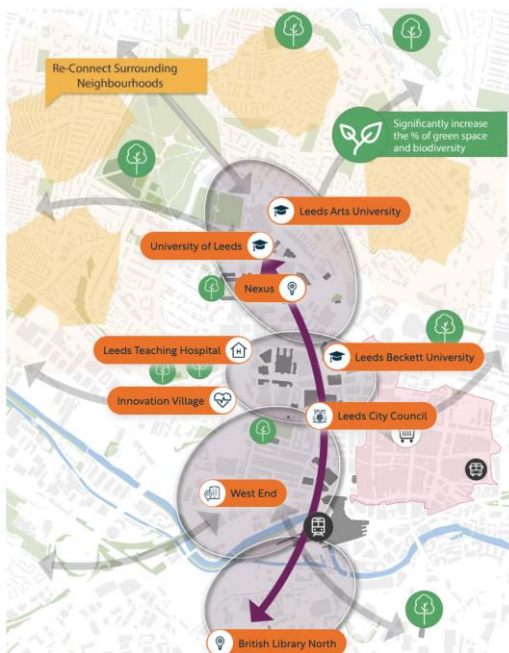 Re-Connect Surrounding
Neighbourhoods
Significantly increase
the % of green space
and biodiversity
Leeds Arts University
University of Leeds
Nexus
Leeds Teaching Hospital
Leeds Beckett University
Innovation Village
Leeds City Council
West End
British Library North